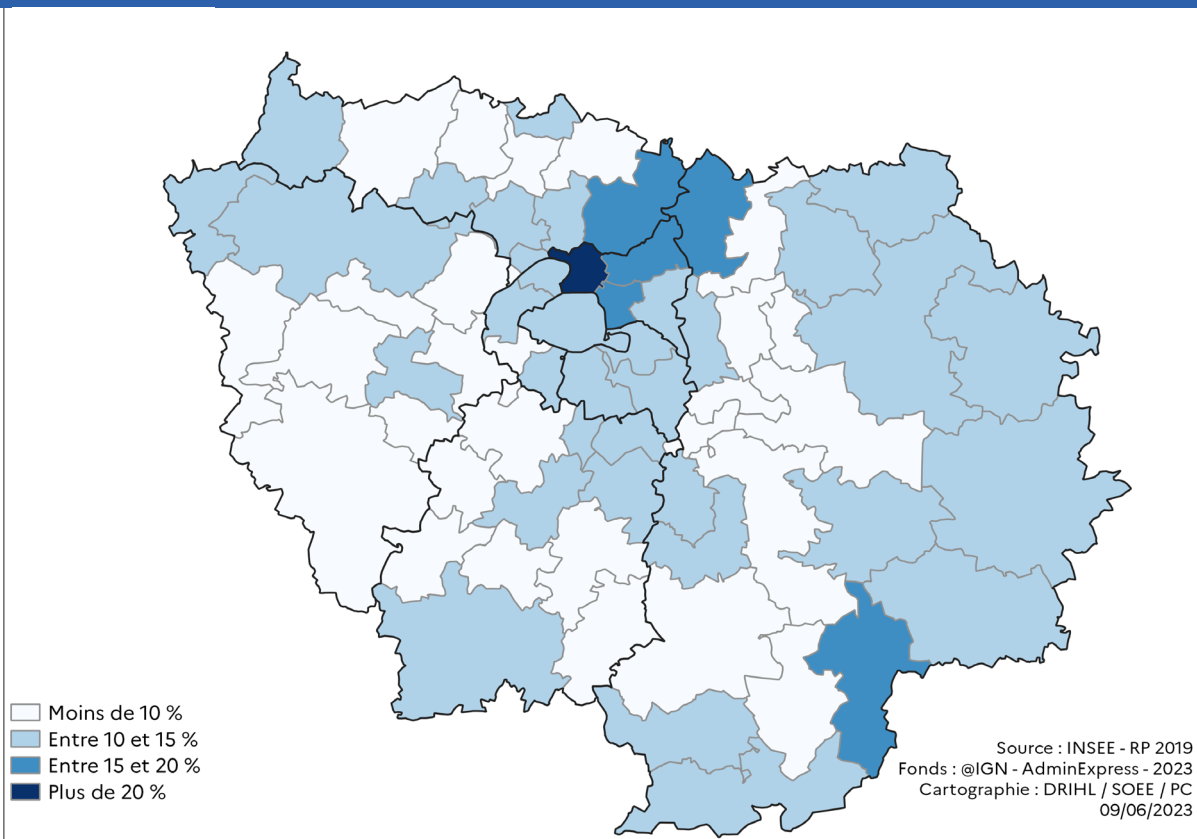 Moins de 10 %
Entre 10 et 15 %
Entre 15 et 20 %
Plus de 20 %
Source : INSEE - RP 2019
Fonds : @IGN - AdminExpress - 2023
Cartographie : DRIHL / SOEE / PC
09/06/2023